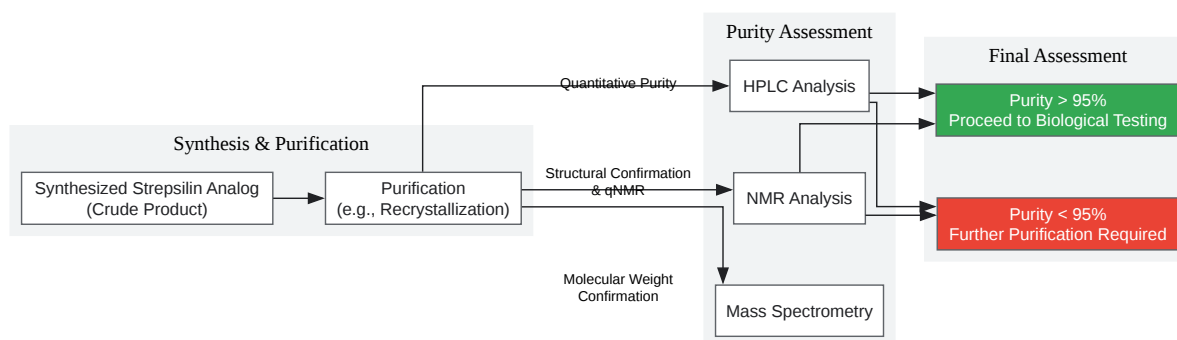 Synthesis & Purification
Synthesized Strepsilin Analog
(Crude Product)
Purification
(e.g., Recrystallization)
Quantitative Purity
Structural Confirmation
& qNMR
Molecular Weight
Confirmation
Purity Assessment
HPLC Analysis
NMR Analysis
Mass Spectrometry
Final Assessment
Purity > 95%
Proceed to Biological Testing
Purity < 95%
Further Purification Required